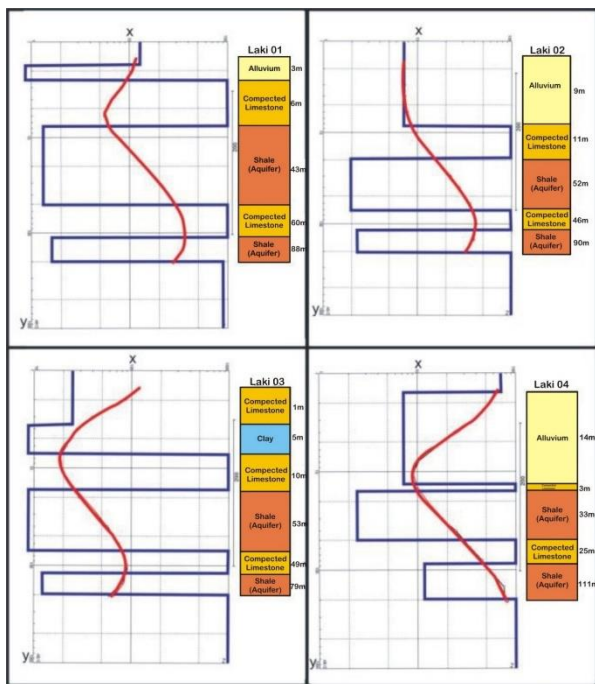 X
Laki 01
Alluvium
3m
Compected
Limestone
6m
Shale
(Aquifer)
43m
Compected
Limestone
60m
Shale
(Aquifer)
88m
y
X
Laki 02
Alluvium
9m
Compected
Limestone
11m
Shale
(Aquifer)
52m
Compected
Limestone
46m
Shale
(Aquifer)
90m
y
X
Laki 03
Compected
Limestone
1m
Clay
5m
Compected
Limestone
10m
Shale
(Aquifer)
53m
Compected
Limestone
49m
Shale
(Aquifer)
79m
y
X
Laki 04
Alluvium
14m
3m
Shale
(Aquifer)
33m
Compected
Limestone
25m
Shale
(Aquifer)
111m
y